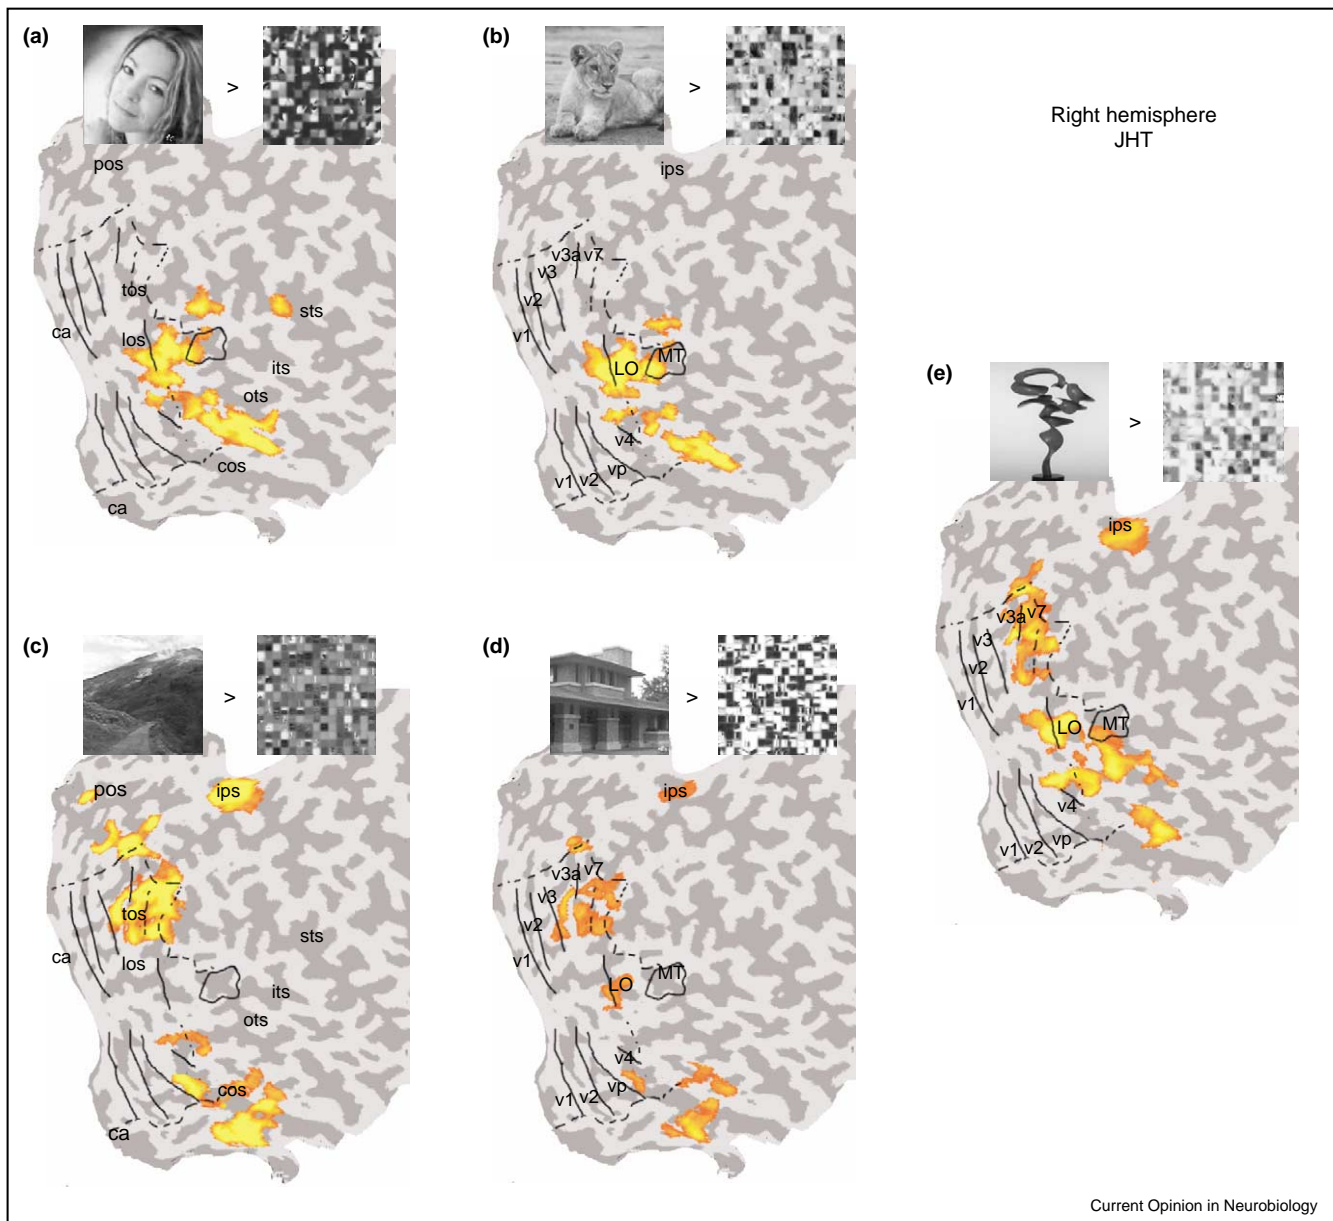 (a)
>
pos
tos
sts
ca
los
its
ots
cos
ca
(b)
>
ips
v3a v7
v3
v2
v1
LO
MT
v4
vp
v1 v2
Right hemisphere
JHT
(c)
>
pos
ips
tos
sts
ca
los
its
ots
cos
ca
(d)
>
ips
v7
v3a
v3
v2
v1
LO
MT
v4
vp
v1 v2
(e)
>
ips
v3a v7
v3
v2
v1
LO
MT
v4
vp
v1 v2
Current Opinion in Neurobiology